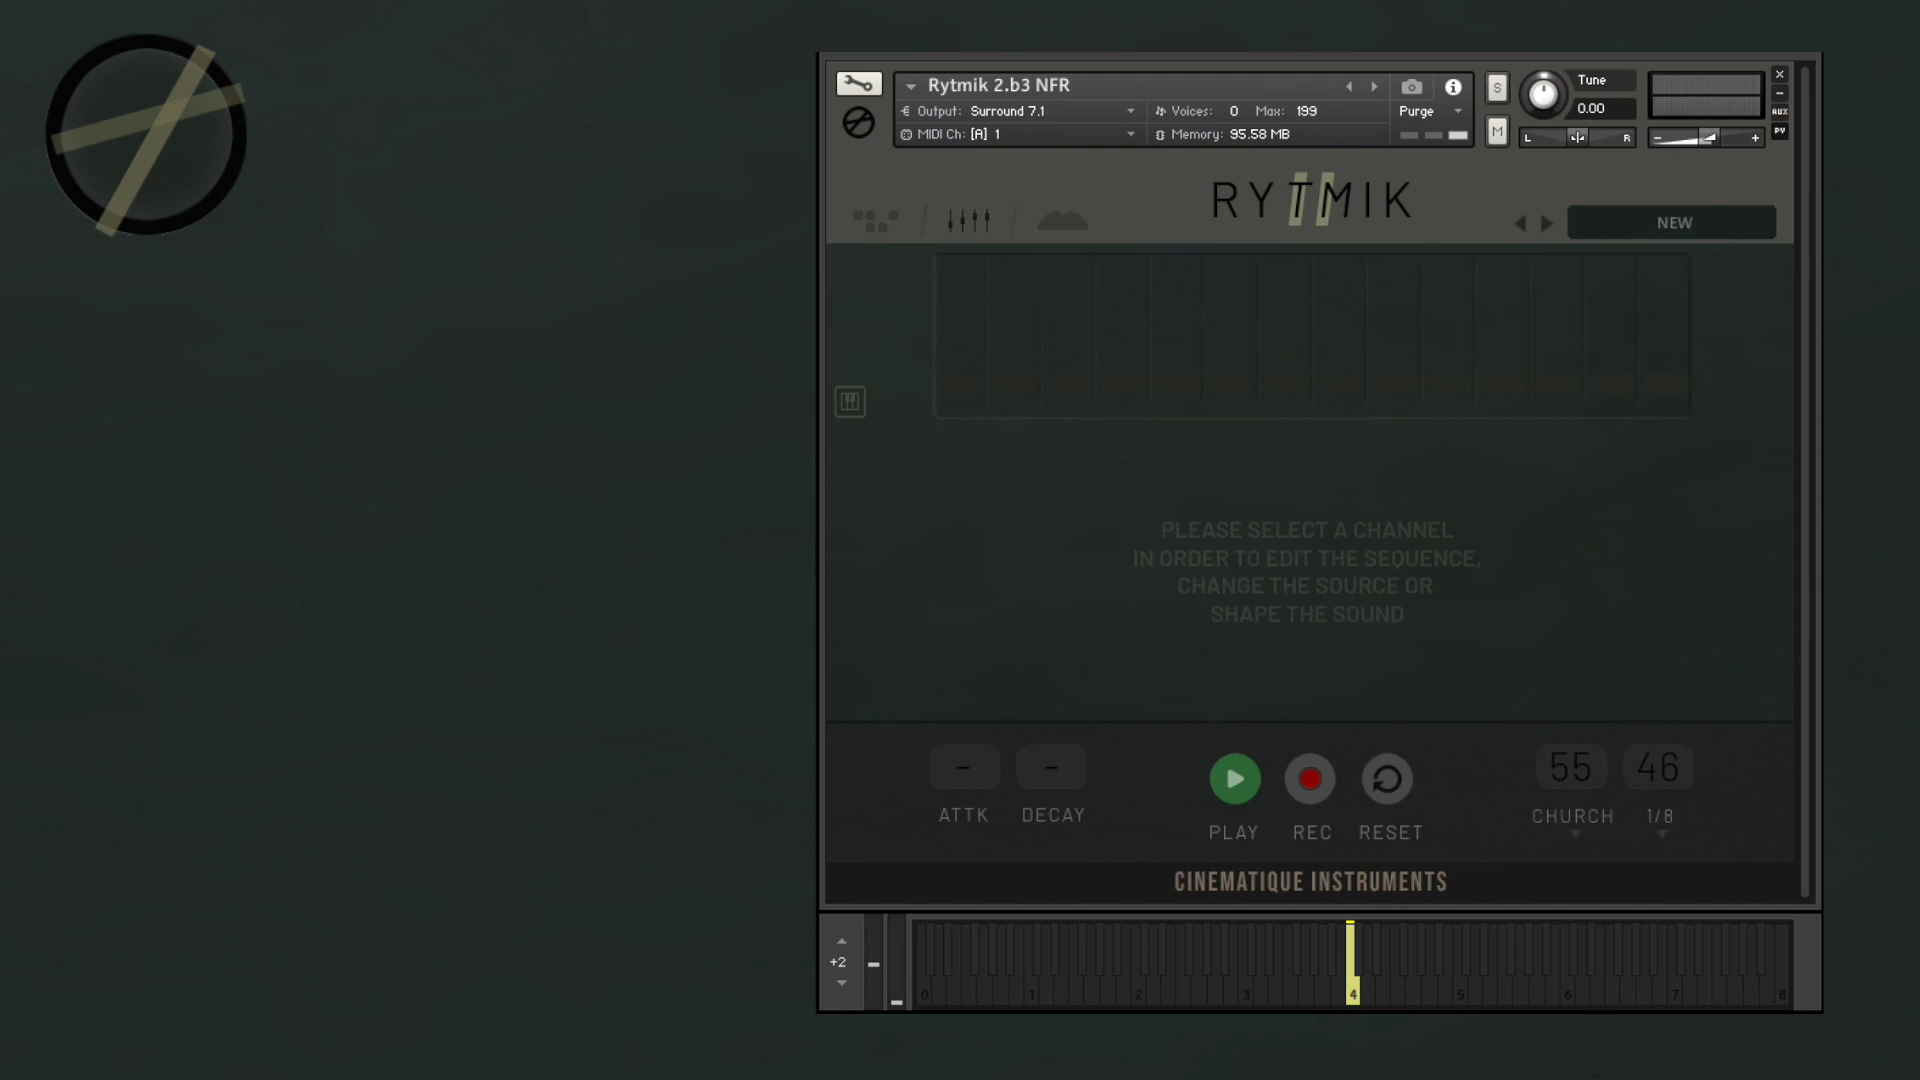 Rytmik 2.b3 NFR
Output: Surround 7.1
Voices: 0 Max: 199
Purge
MIDI Ch: [A] 1
Memory: 95.58 MB
S
M
Tune
0.00
L R
- +
AUX
PV
RYTMIK
NEW
PLEASE SELECT A CHANNEL
IN ORDER TO EDIT THE SEQUENCE,
CHANGE THE SOURCE OR
SHAPE THE SOUND
- - 55 46
ATTK DECAY
PLAY REC RESET
CHURCH 1/8
CINEMATIQUE INSTRUMENTS
+2
0 1 2 3 4 5 6 7 8